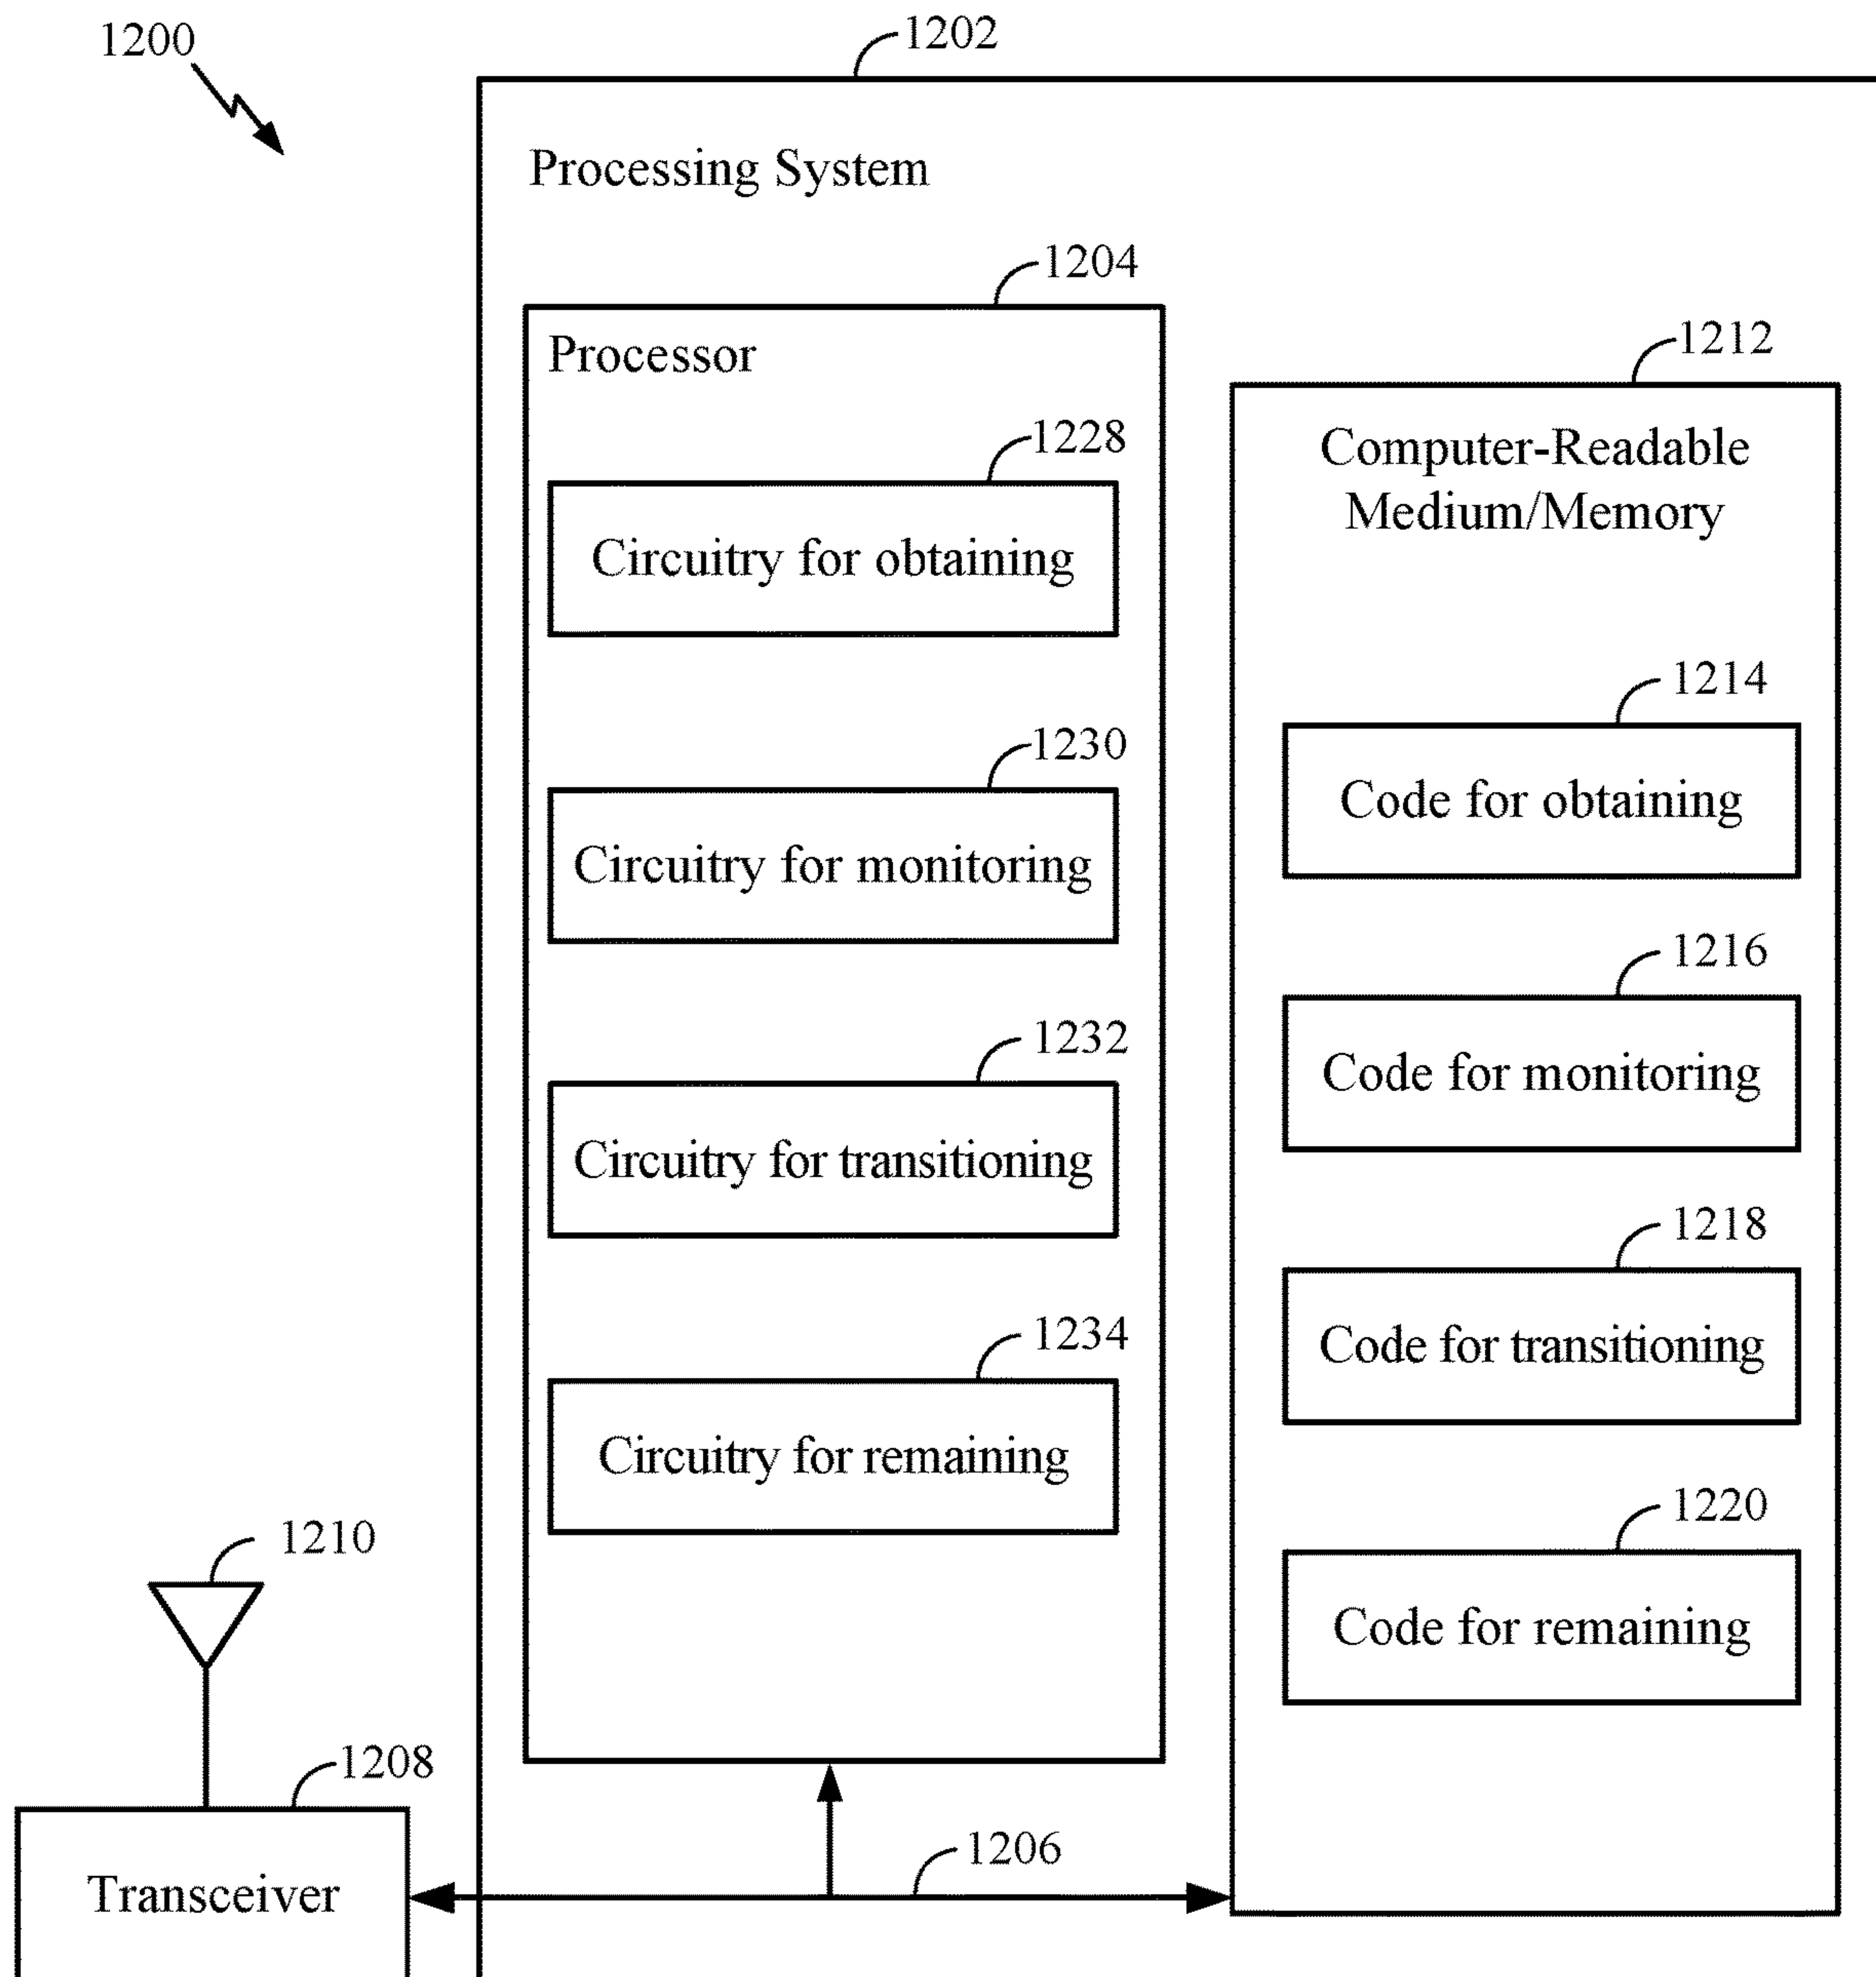 1200
1202
Processing System
1204
Processor
1228
Circuitry for obtaining
1230
Circuitry for monitoring
1232
Circuitry for transitioning
1234
Circuitry for remaining
1212
Computer-Readable
Medium/Memory
1214
Code for obtaining
1216
Code for monitoring
1218
Code for transitioning
1220
Code for remaining
1210
1208
Transceiver
1206